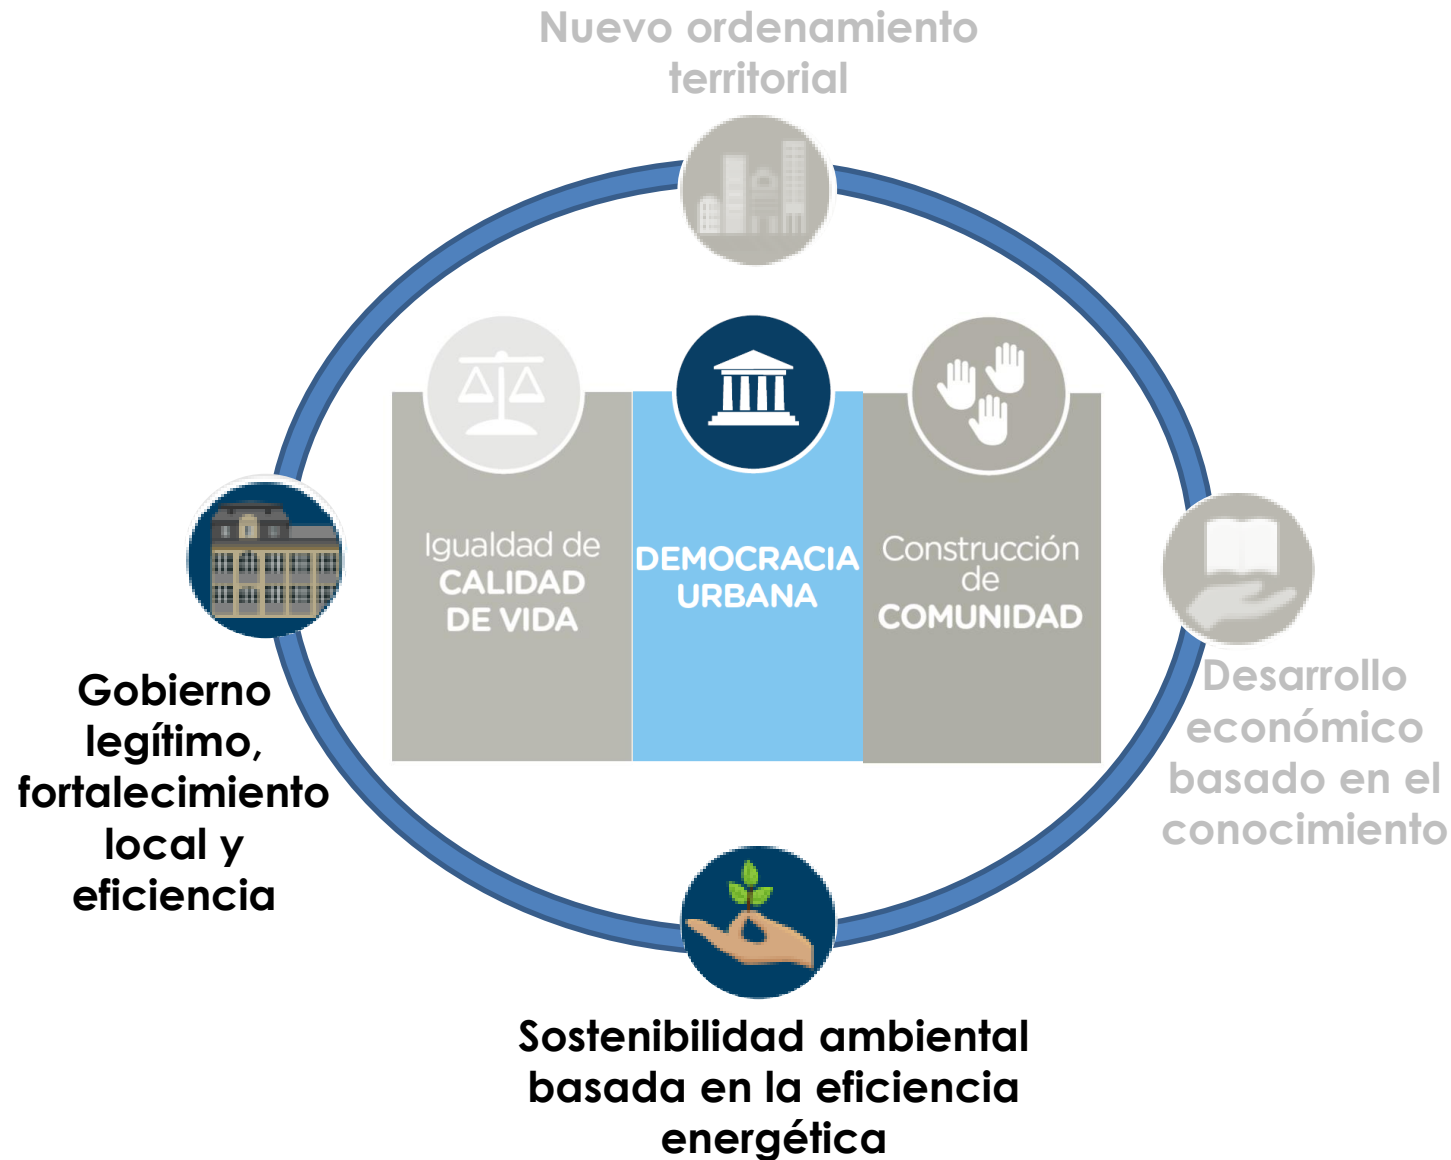 Nuevo ordenamiento
territorial
Igualdad de
CALIDAD
DE VIDA
DEMOCRACIA
URBANA
Construcción
de
COMUNIDAD
Gobierno
legítimo,
fortalecimiento
local y
eficiencia
Desarrollo
económico
basado en el
conocimiento
Sostenibilidad ambiental
basada en la eficiencia
energética